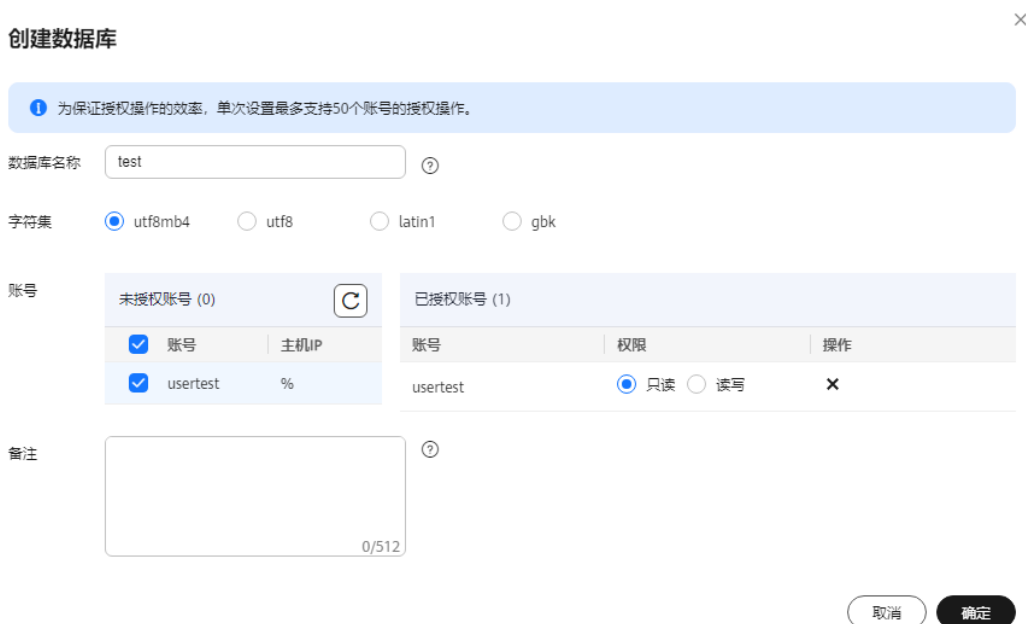 创建数据库
为保证授权操作的效率，单次设置最多支持50个账号的授权操作。
数据库名称 test
字符集 utf8mb4 utf8 latin1 gbk
账号 未授权账号 (0) 已授权账号 (1)
账号 主机IP 账号 权限 操作
usertest % usertest 只读 读写
备注
0/512
取消 确定